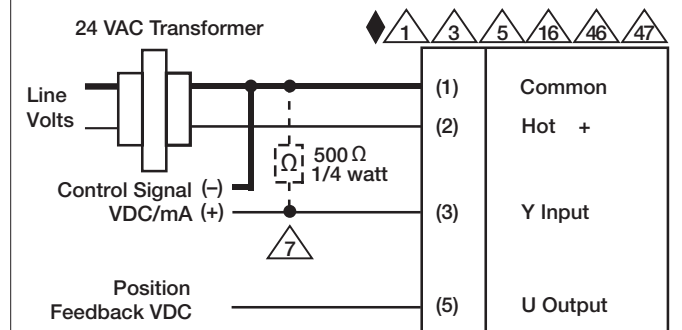 24 VAC Transformer
1 3 5 16 46 47
Line
Volts
(1) Common
(2) Hot +
Ω 500 Ω
1/4 watt
Control Signal (–)
VDC/mA (+)
(3) Y Input
7
Position
Feedback VDC
(5) U Output